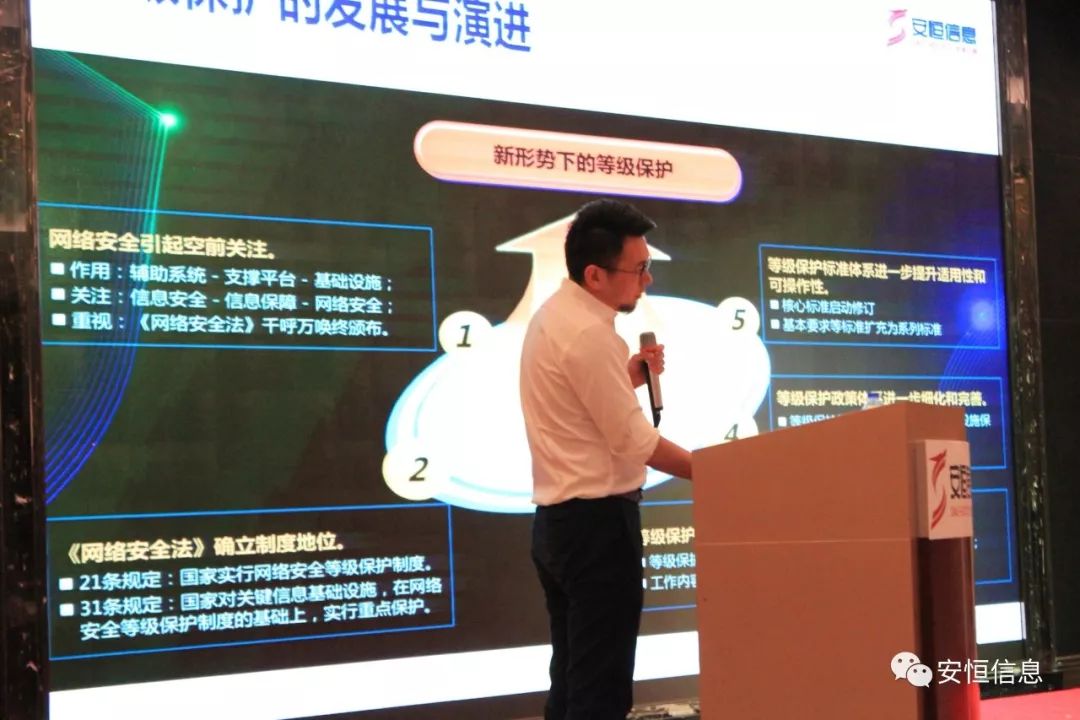 保护的发展与演进
安恒信息
新形势下的等级保护
网络安全引起空前关注。
■ 作用：辅助系统 - 支撑平台 - 基础设施；
■ 关注：信息安全 - 信息保障 - 网络安全；
■ 重视：《网络安全法》千呼万唤终颁布。
1
2
《网络安全法》确立制度地位。
■ 21条规定：国家实行网络安全等级保护制度。
■ 31条规定：国家对关键信息基础设施，在网络
安全等级保护制度的基础上，实行重点保护。
5
等级保护标准体系进一步提升适用性和
可操作性。
■ 核心标准启动修订
■ 基本要求等标准扩充为系列标准
4
等级保护政策体 进一步细化和完善。
■ 等级保护 设施保
等级保护
■ 等级保
■ 工作内容
安恒
安恒信息